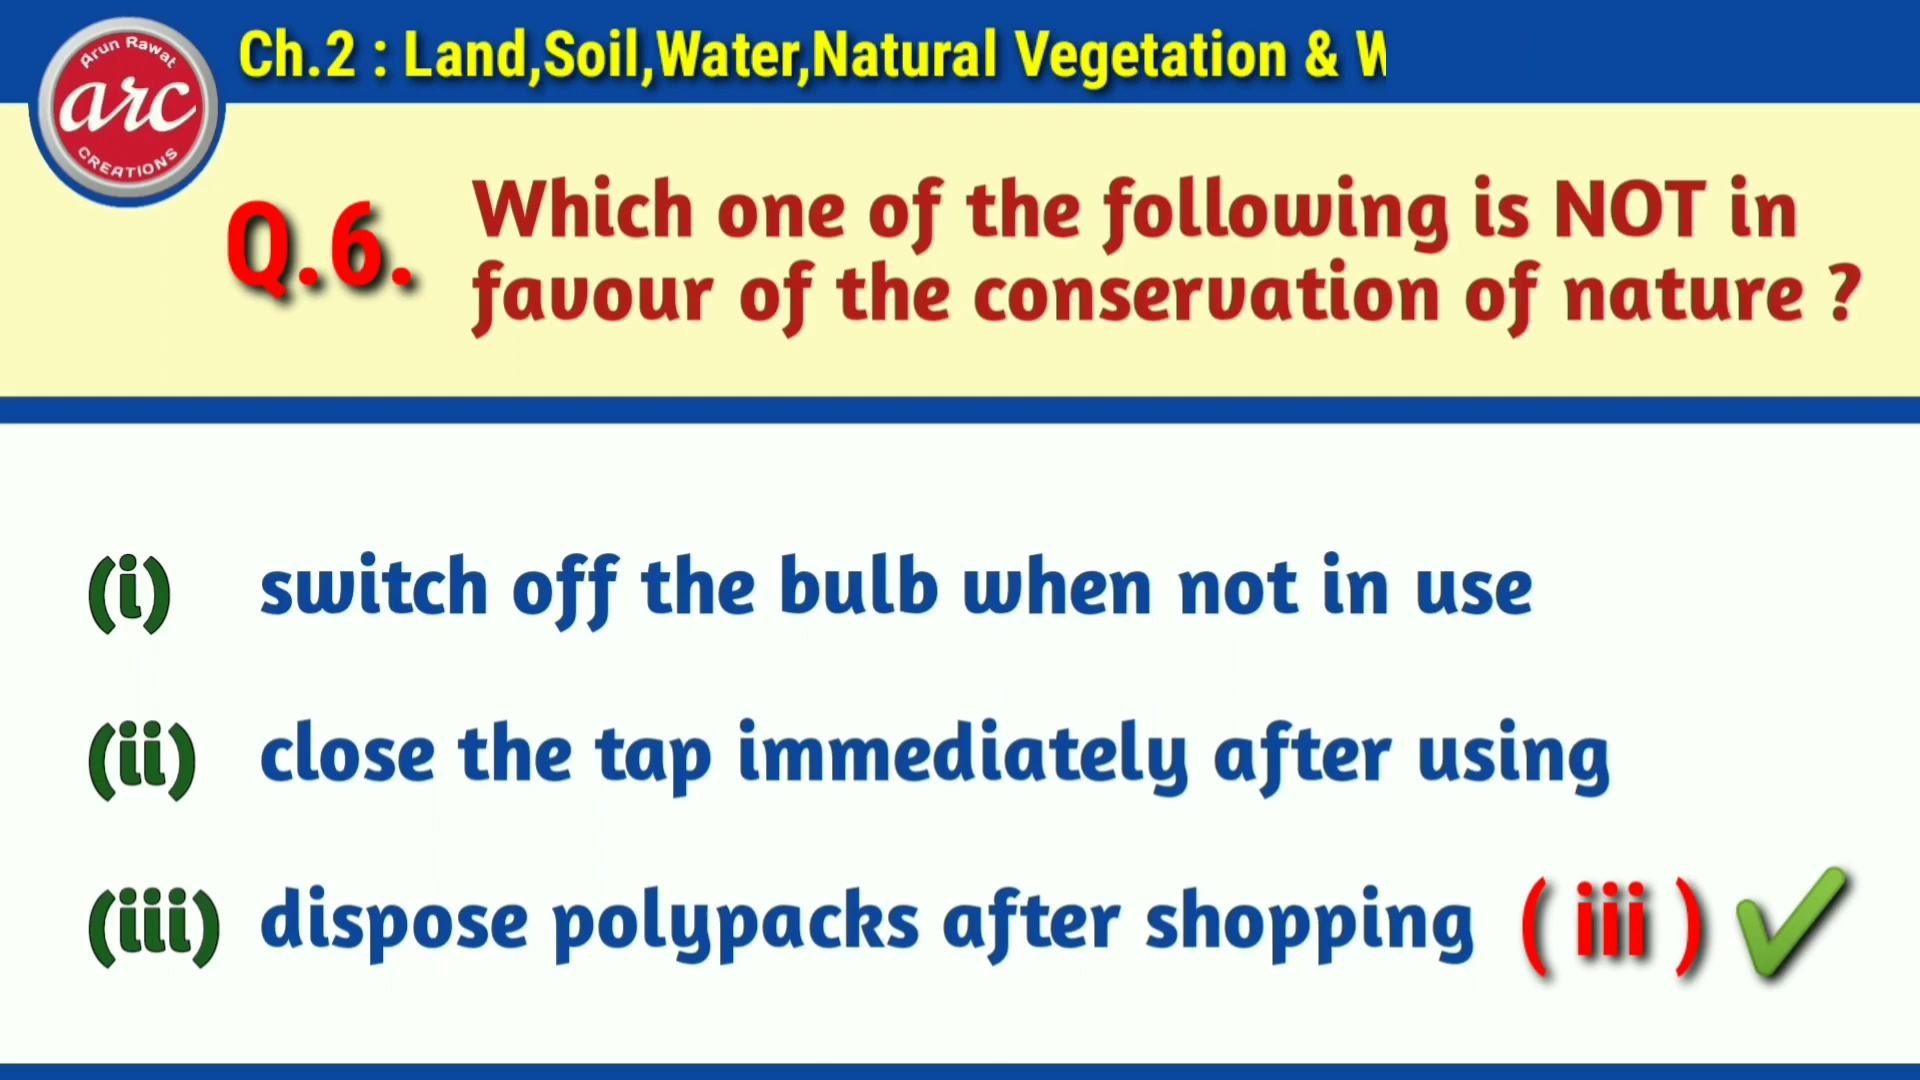 Arun Rawat
arc
CREATIONS
Ch.2 : Land,Soil,Water,Natural Vegetation & W
Q.6.
Which one of the following is NOT in
favour of the conservation of nature ?
(i) switch off the bulb when not in use
(ii) close the tap immediately after using
(iii) dispose polypacks after shopping ( iii )